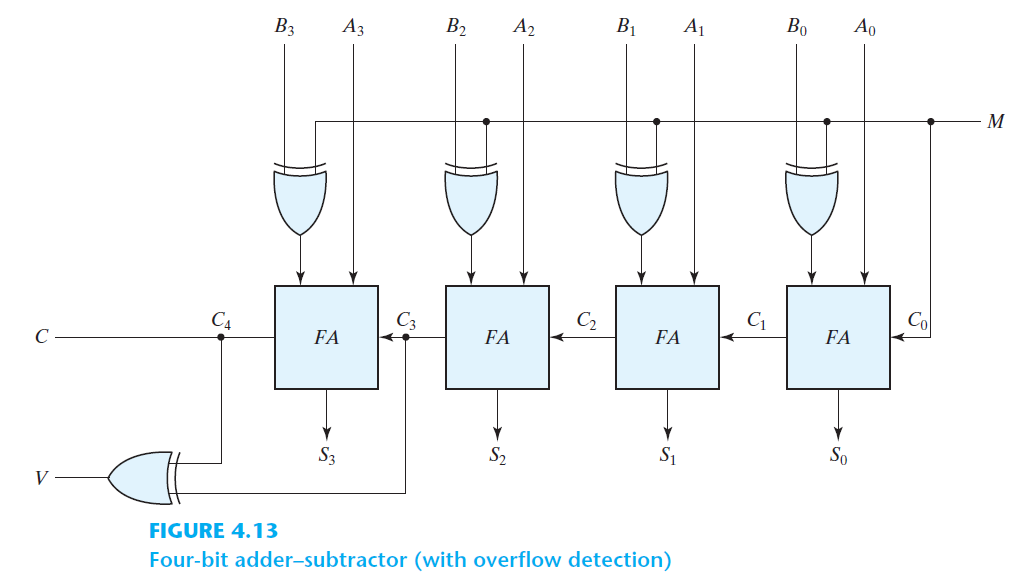 B3 A3 B2 A2 B1 A1 B0 A0
M
C C4 FA C3 FA C2 FA C1 FA C0
S3 S2 S1 S0
V
FIGURE 4.13
Four-bit adder–subtractor (with overflow detection)